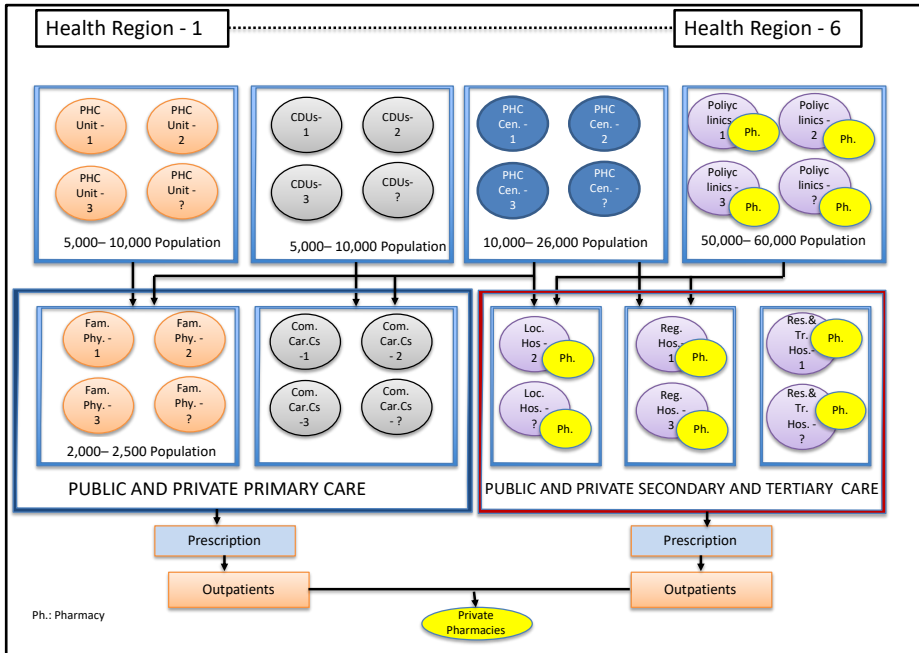 Health Region - 1
Health Region - 6
PHC
Unit -
1
PHC
Unit -
2
PHC
Unit -
3
PHC
Unit -
?
5,000– 10,000 Population
CDUs-
1
CDUs-
2
CDUs-
3
CDUs-
?
5,000– 10,000 Population
PHC
Cen. -
1
PHC
Cen. -
2
PHC
Cen. -
3
PHC
Cen. -
?
10,000– 26,000 Population
Poliyc
linics -
1
Ph.
Poliyc
linics -
2
Ph.
Poliyc
linics -
3
Ph.
Poliyc
linics -
?
Ph.
50,000– 60,000 Population
Fam.
Phy. -
1
Fam.
Phy. -
2
Fam.
Phy. -
3
Fam.
Phy. -
?
2,000– 2,500 Population
Com.
Car.Cs
-1
Com.
Car.Cs
- 2
Com.
Car.Cs
-3
Com.
Car.Cs
- ?
PUBLIC AND PRIVATE PRIMARY CARE
Loc.
Hos -
2
Ph.
Loc.
Hos. -
?
Ph.
Reg.
Hos. -
1
Ph.
Reg.
Hos -
3
Ph.
Res.&
Tr.
Hos.-
1
Ph.
Res.&
Tr.
Hos. -
?
Ph.
PUBLIC AND PRIVATE SECONDARY AND TERTIARY CARE
Prescription
Prescription
Outpatients
Outpatients
Ph.: Pharmacy
Private
Pharmacies